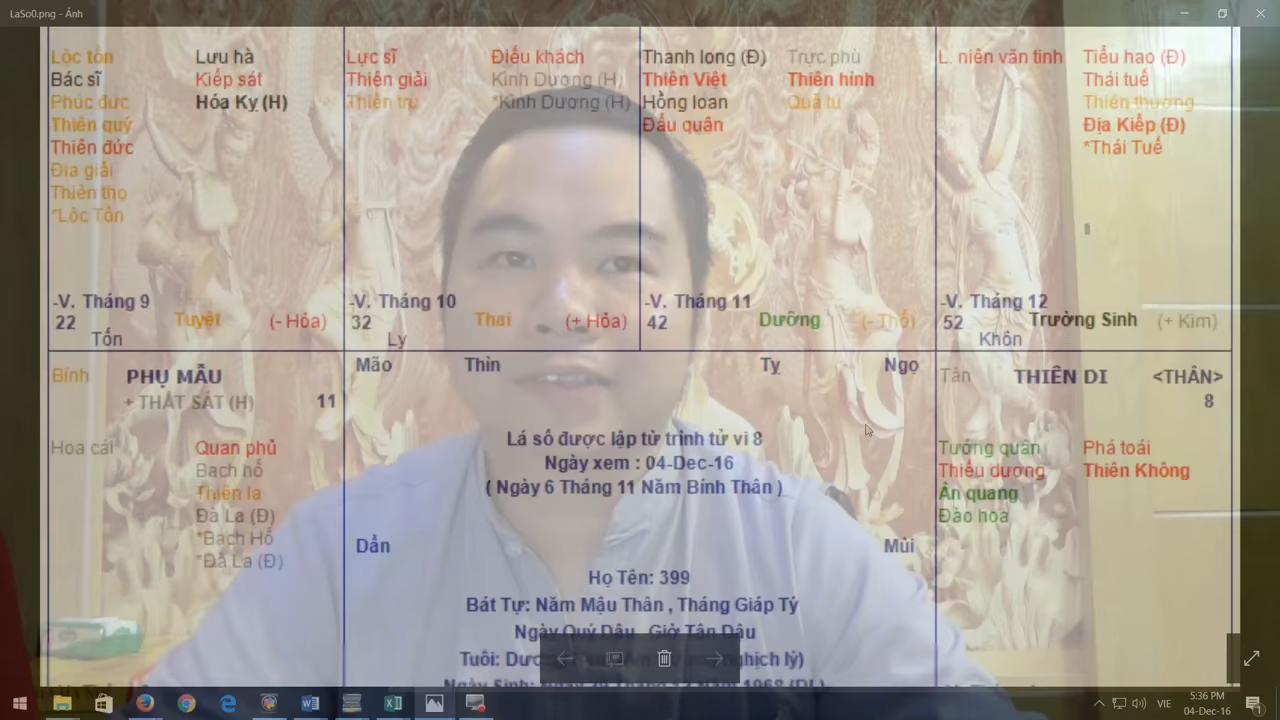 LaSo0.png - Ảnh
Lộc tồn Lưu hà
Bác sĩ Kiếp sát
Phúc đức Hóa Kỵ (H)
Thiên quý
Thiên đức
Địa giải
Thiên thọ
*Lộc Tồn
-V. Tháng 9
22 Tuyệt (- Hỏa)
Tốn
Lực sĩ Điếu khách
Thiên giải Kình Dương (H)
Thiên trù *Kình Dương (H)
-V. Tháng 10
32 Thai (+ Hỏa)
Ly
Thanh long (Đ) Trực phù
Thiên Việt Thiên hình
Hồng loan Quả tú
Đẩu quân
-V. Tháng 11
42 Dưỡng (- Thổ)
L. niên văn tinh Tiểu hao (Đ)
Thái tuế
Thiên thương
Địa Kiếp (Đ)
*Thái Tuế
-V. Tháng 12
52 Trường Sinh (+ Kim)
Khôn
Bính PHỤ MẪU
+ THẤT SÁT (H) 11
Hoa cái Quan phủ
Bạch hổ
Thiên la
Đà La (Đ)
*Bạch Hổ
*Đà La (Đ)
Mão Thìn Tỵ Ngọ
Lá số được lập từ trình tử vi 8
Ngày xem : 04-Dec-16
( Ngày 6 Tháng 11 Năm Bính Thân )
Dần Mùi
Họ Tên: 399
Bát Tự: Năm Mậu Thân , Tháng Giáp Tý
Ngày Quý Dậu Giờ Tân Dậu
Tuổi: nghịch lý)
Tân THIÊN DI <THÂN>
8
Tướng quân Phá toái
Thiếu dương Thiên Không
Ân quang
Đào hoa
VIE
5:36 PM
04-Dec-16
1